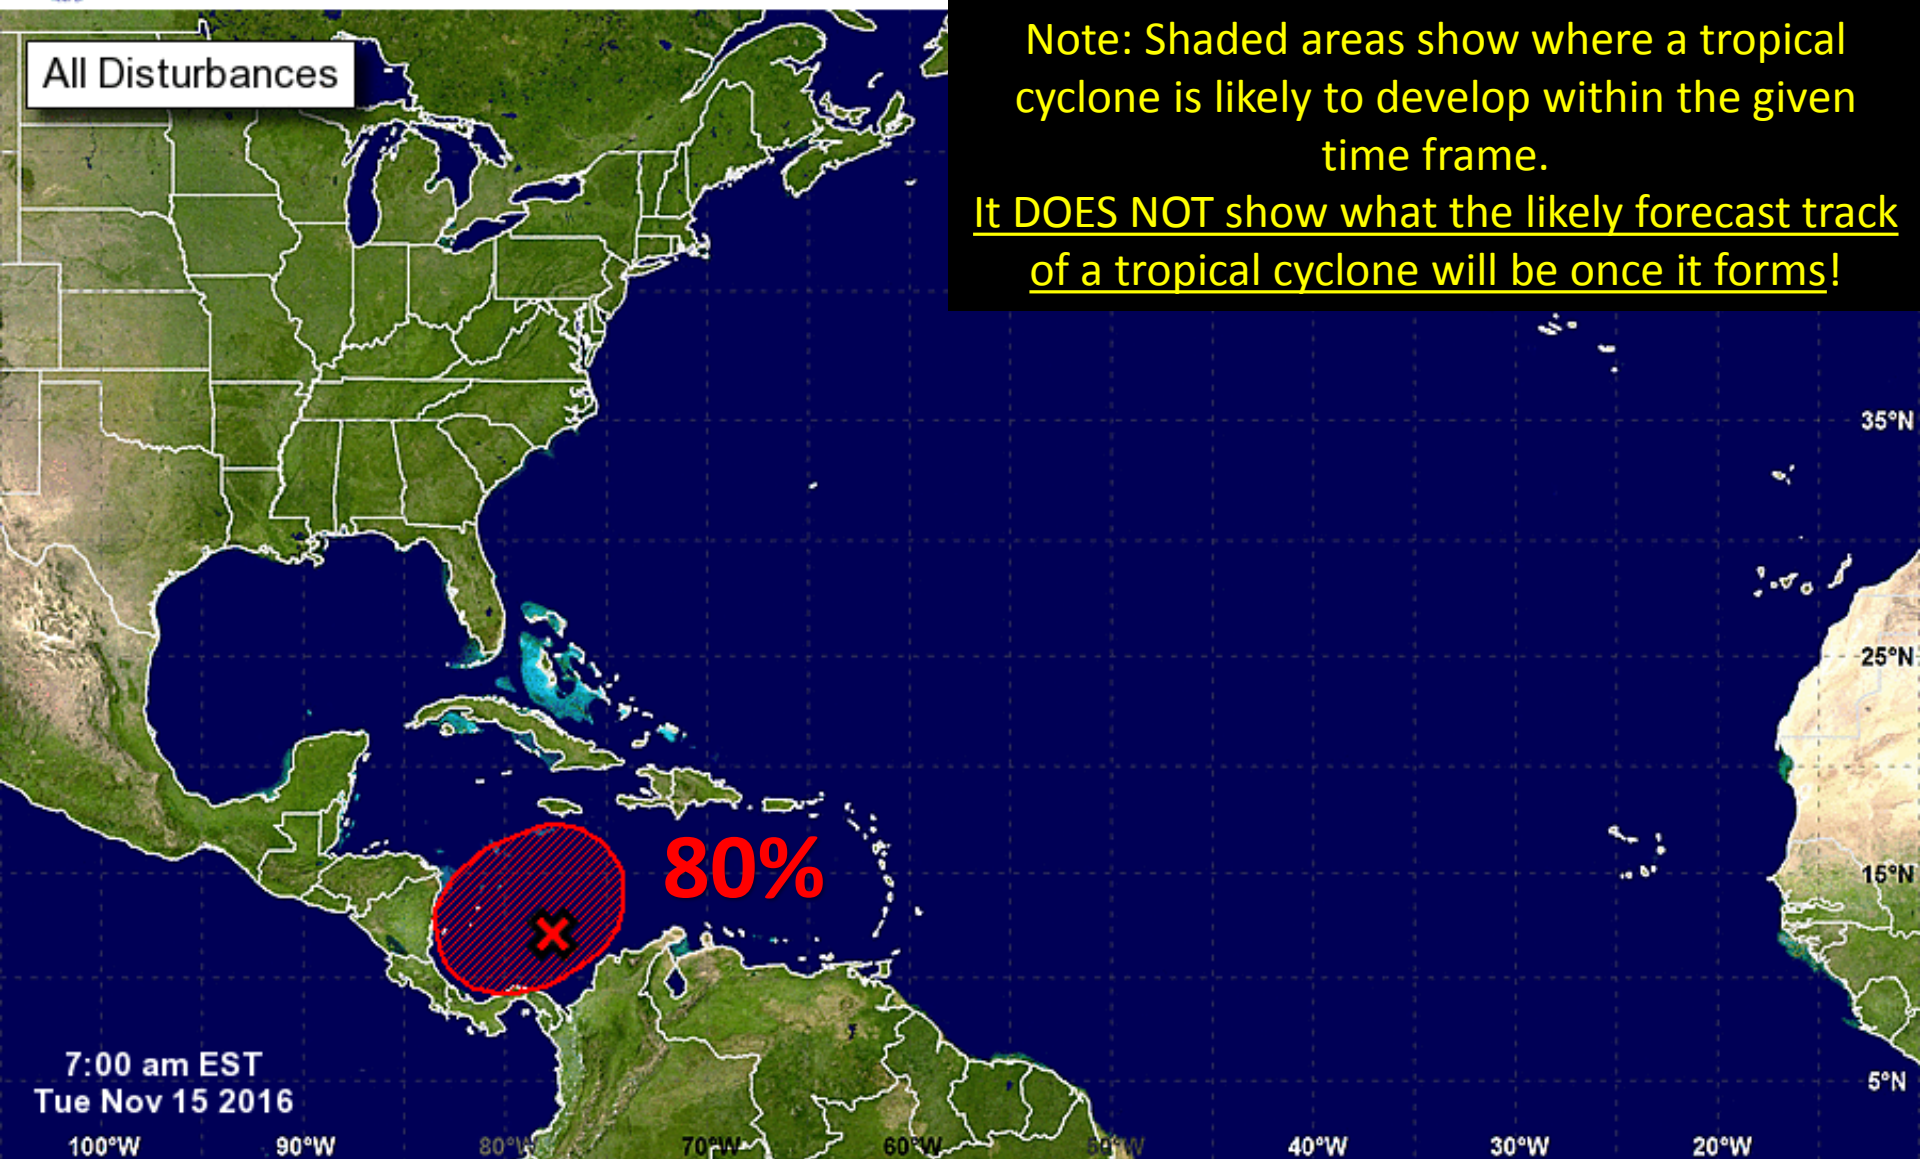 All Disturbances
Note: Shaded areas show where a tropical
cyclone is likely to develop within the given
time frame.
It DOES NOT show what the likely forecast track
of a tropical cyclone will be once it forms!
35°N
25°N
80%
15°N
7:00 am EST
Tue Nov 15 2016
5°N
100°W
90°W
80°W
70°W
60°W
50°W
40°W
30°W
20°W